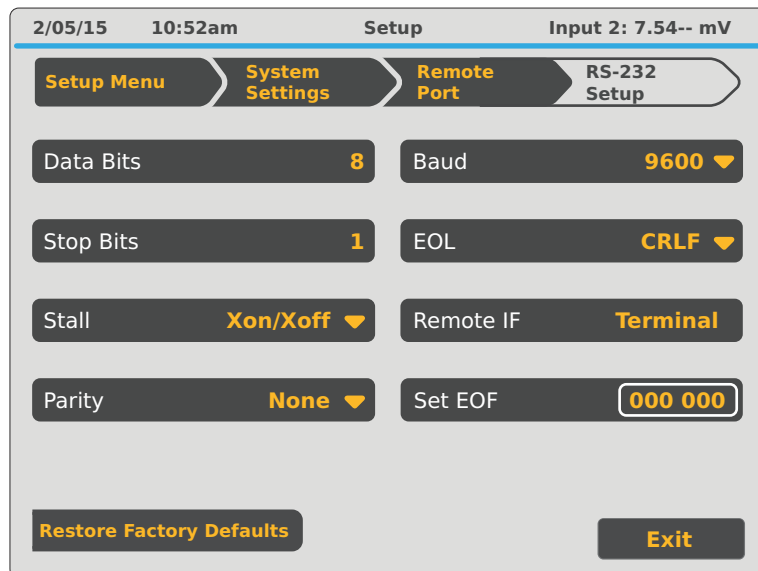 2/05/15 10:52am Setup Input 2: 7.54-- mV
Setup Menu
System
Settings
Remote
Port
RS-232
Setup
Data Bits 8
Baud 9600
Stop Bits 1
EOL CRLF
Stall Xon/Xoff
Remote IF Terminal
Parity None
Set EOF 000 000
Restore Factory Defaults
Exit